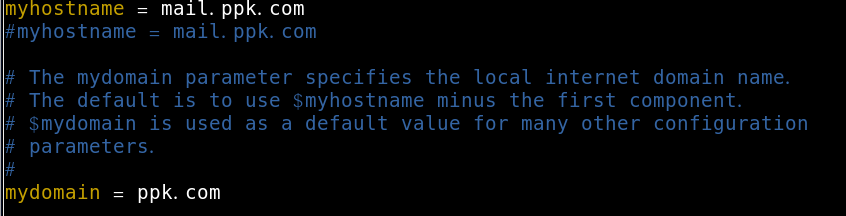 myhostname = mail.ppk.com
#myhostname = mail.ppk.com
# The mydomain parameter specifies the local internet domain name.
# The default is to use $myhostname minus the first component.
# $mydomain is used as a default value for many other configuration
# parameters.
#
mydomain = ppk.com